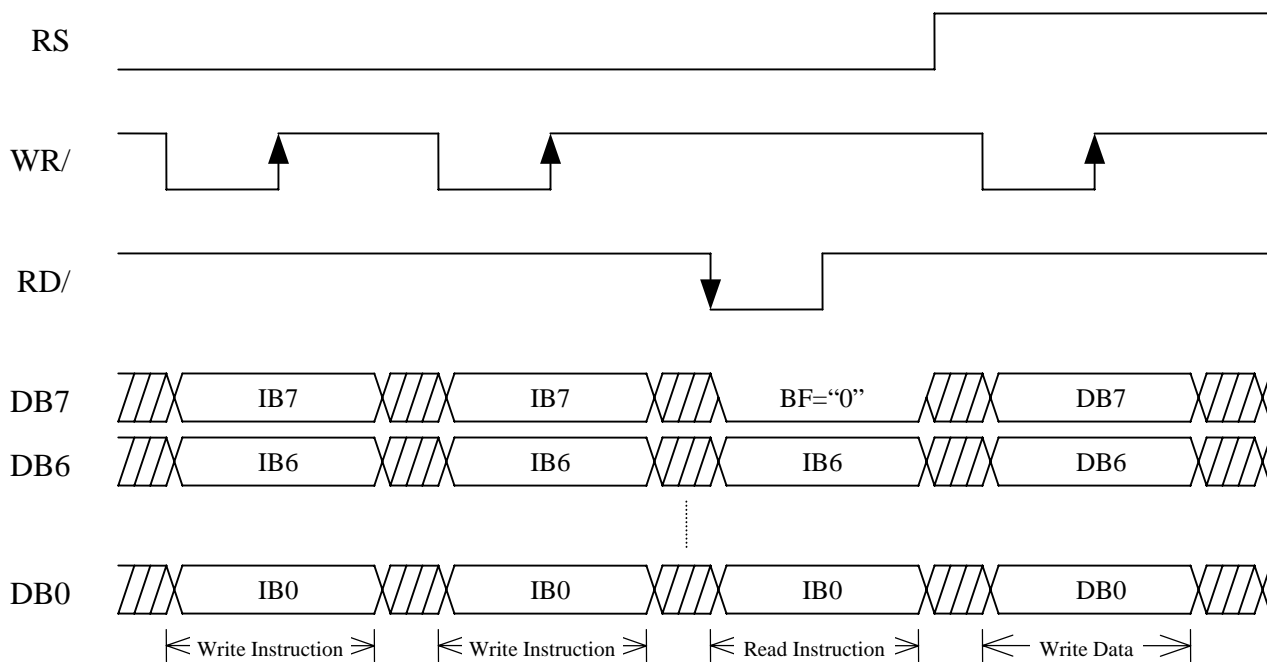 RS
WR/
RD/
DB7 IB7 IB7 BF=“0” DB7
DB6 IB6 IB6 IB6 DB6
DB0 IB0 IB0 IB0 DB0
Write Instruction Write Instruction Read Instruction Write Data